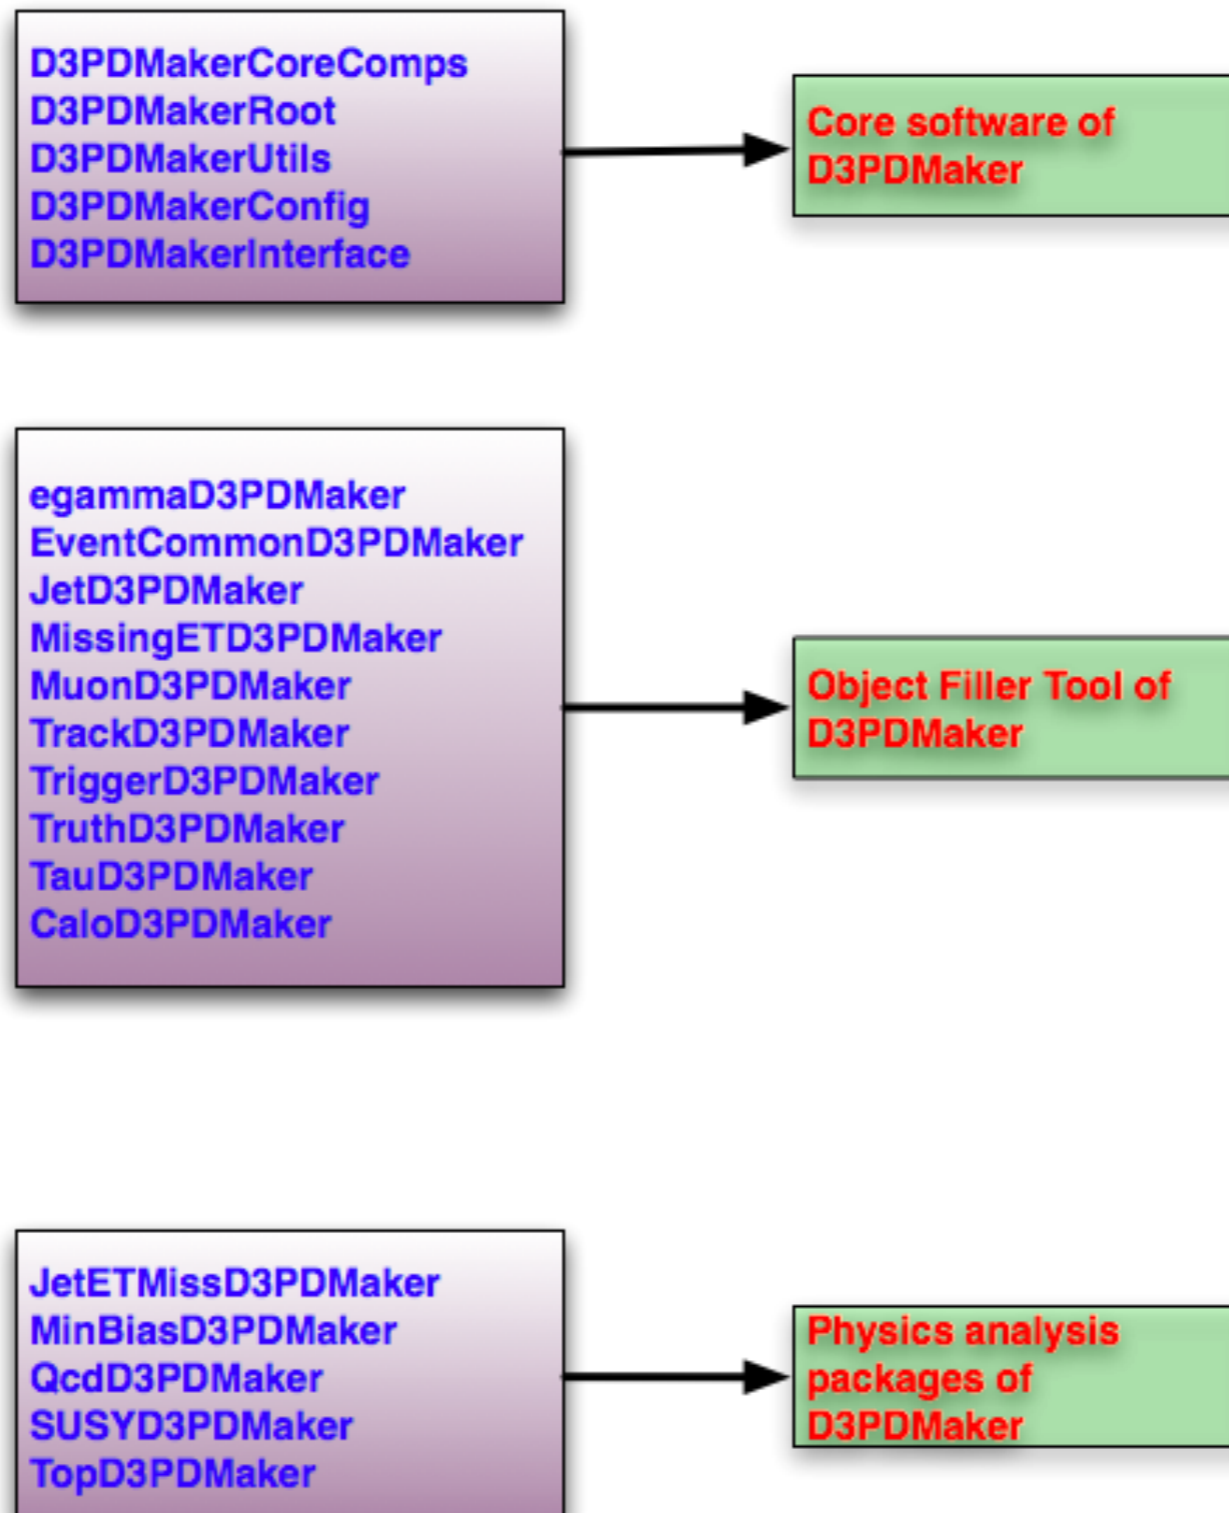 D3PDMakerCoreComps
D3PDMakerRoot
D3PDMakerUtils
D3PDMakerConfig
D3PDMakerInterface
Core software of
D3PDMaker
egammaD3PDMaker
EventCommonD3PDMaker
JetD3PDMaker
MissingETD3PDMaker
MuonD3PDMaker
TrackD3PDMaker
TriggerD3PDMaker
TruthD3PDMaker
TauD3PDMaker
CaloD3PDMaker
Object Filler Tool of
D3PDMaker
JetETMissD3PDMaker
MinBiasD3PDMaker
QcdD3PDMaker
SUSYD3PDMaker
TopD3PDMaker
Physics analysis
packages of
D3PDMaker